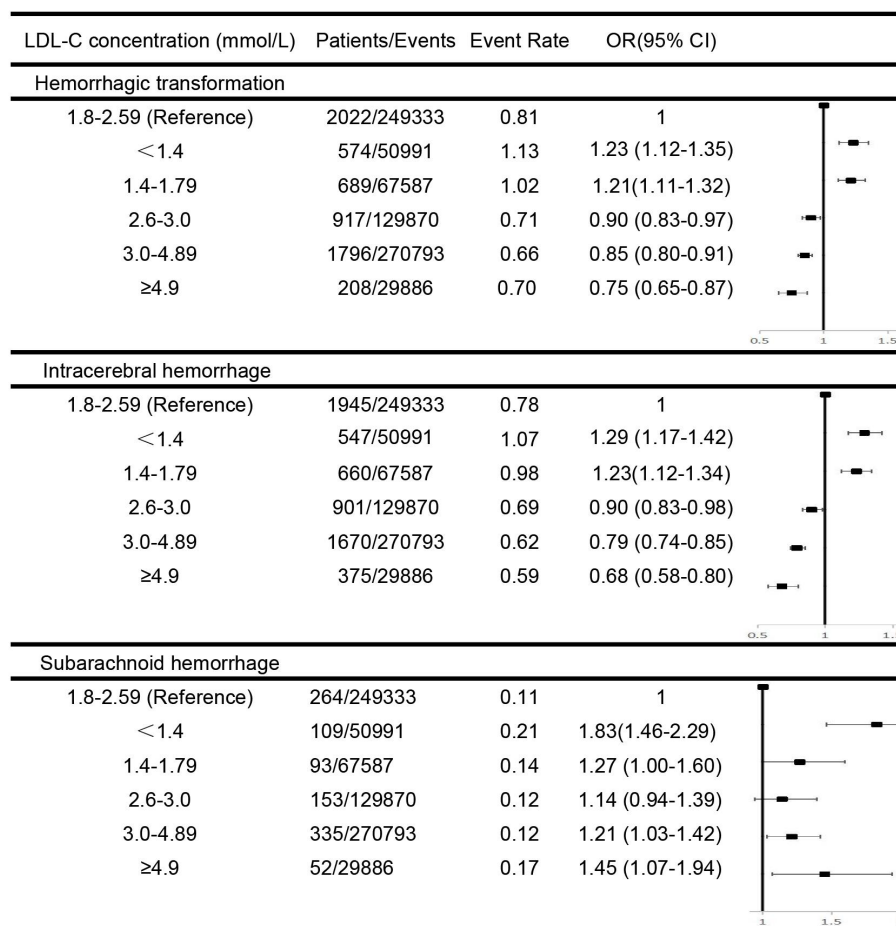 LDL-C concentration (mmol/L) Patients/Events Event Rate OR(95% CI)
Hemorrhagic transformation
1.8-2.59 (Reference) 2022/249333 0.81 1
<1.4 574/50991 1.13 1.23 (1.12-1.35)
1.4-1.79 689/67587 1.02 1.21(1.11-1.32)
2.6-3.0 917/129870 0.71 0.90 (0.83-0.97)
3.0-4.89 1796/270793 0.66 0.85 (0.80-0.91)
≥4.9 208/29886 0.70 0.75 (0.65-0.87)
0.5 1 1.5
Intracerebral hemorrhage
1.8-2.59 (Reference) 1945/249333 0.78 1
<1.4 547/50991 1.07 1.29 (1.17-1.42)
1.4-1.79 660/67587 0.98 1.23(1.12-1.34)
2.6-3.0 901/129870 0.69 0.90 (0.83-0.98)
3.0-4.89 1670/270793 0.62 0.79 (0.74-0.85)
≥4.9 375/29886 0.59 0.68 (0.58-0.80)
0.5 1
Subarachnoid hemorrhage
1.8-2.59 (Reference) 264/249333 0.11 1
<1.4 109/50991 0.21 1.83(1.46-2.29)
1.4-1.79 93/67587 0.14 1.27 (1.00-1.60)
2.6-3.0 153/129870 0.12 1.14 (0.94-1.39)
3.0-4.89 335/270793 0.12 1.21 (1.03-1.42)
≥4.9 52/29886 0.17 1.45 (1.07-1.94)
1 1.5